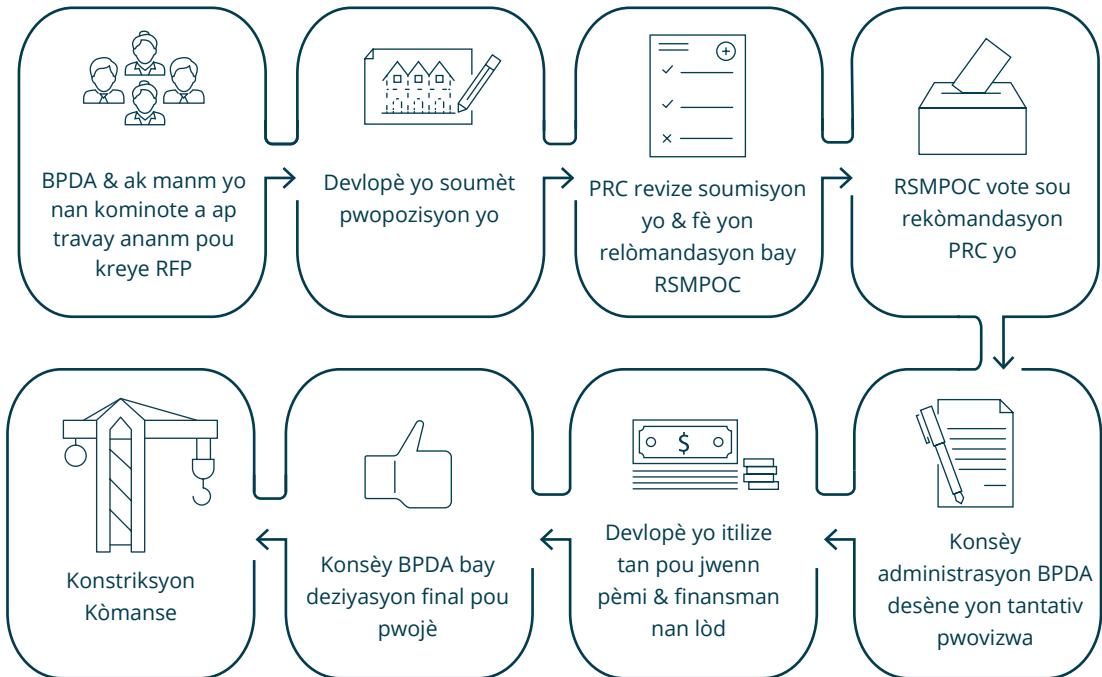 BPDA & ak manm yo
nan kominote a ap
travay ananm pou
kreye RFP
Devlopè yo soumèt
pwopozisyon yo
PRC revize soumisyon
yo & fè yon
relòmandasyon bay
RSMPOC
RSMPOC vote sou
rekòmandasyon
PRC yo
Konsèy
administrasyon BPDA
desène yon tantativ
pwovizwa
$
Devlopè yo itilize
tan pou jwenn
pèmi & finansman
nan lòd
Konsèy BPDA bay
deziyasyon final pou
pwojè
Konstriksyon
Kòmanse